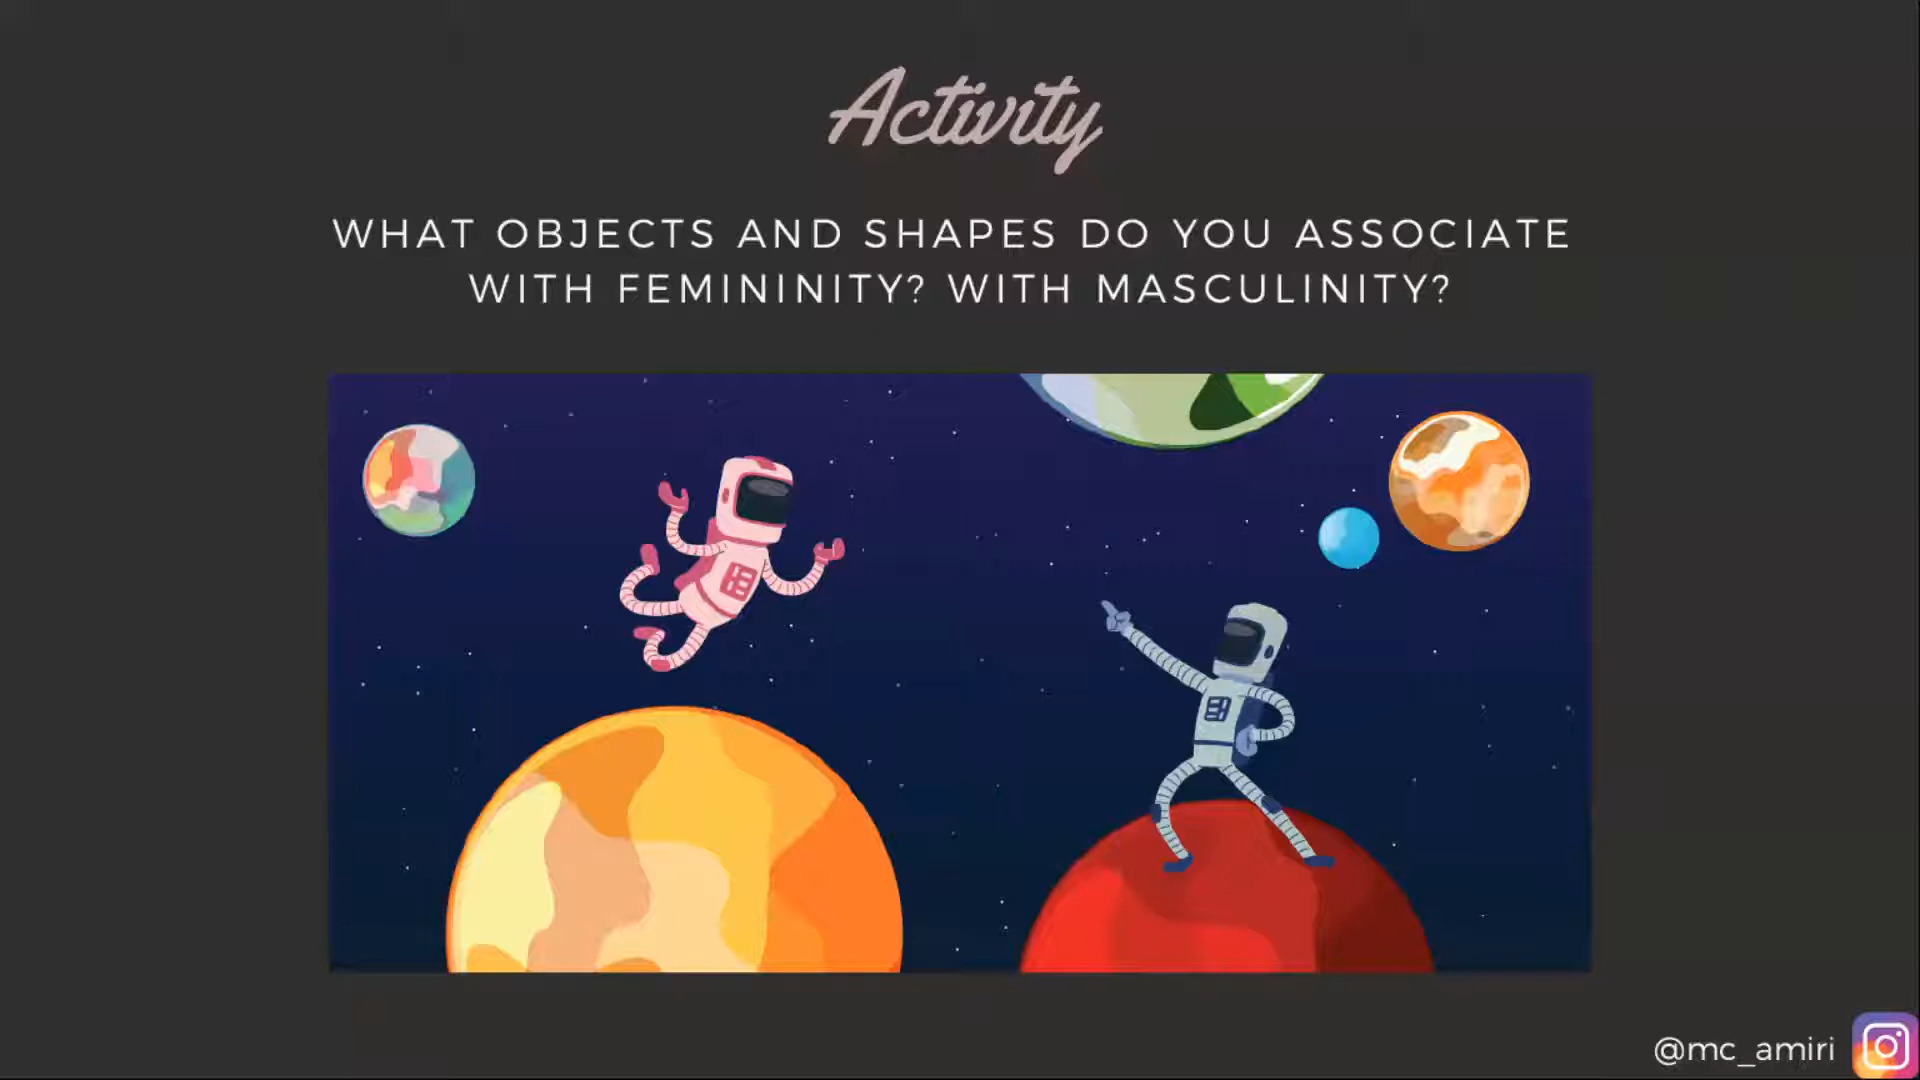 Activity
WHAT OBJECTS AND SHAPES DO YOU ASSOCIATE
WITH FEMININITY? WITH MASCULINITY?
@mc_amiri